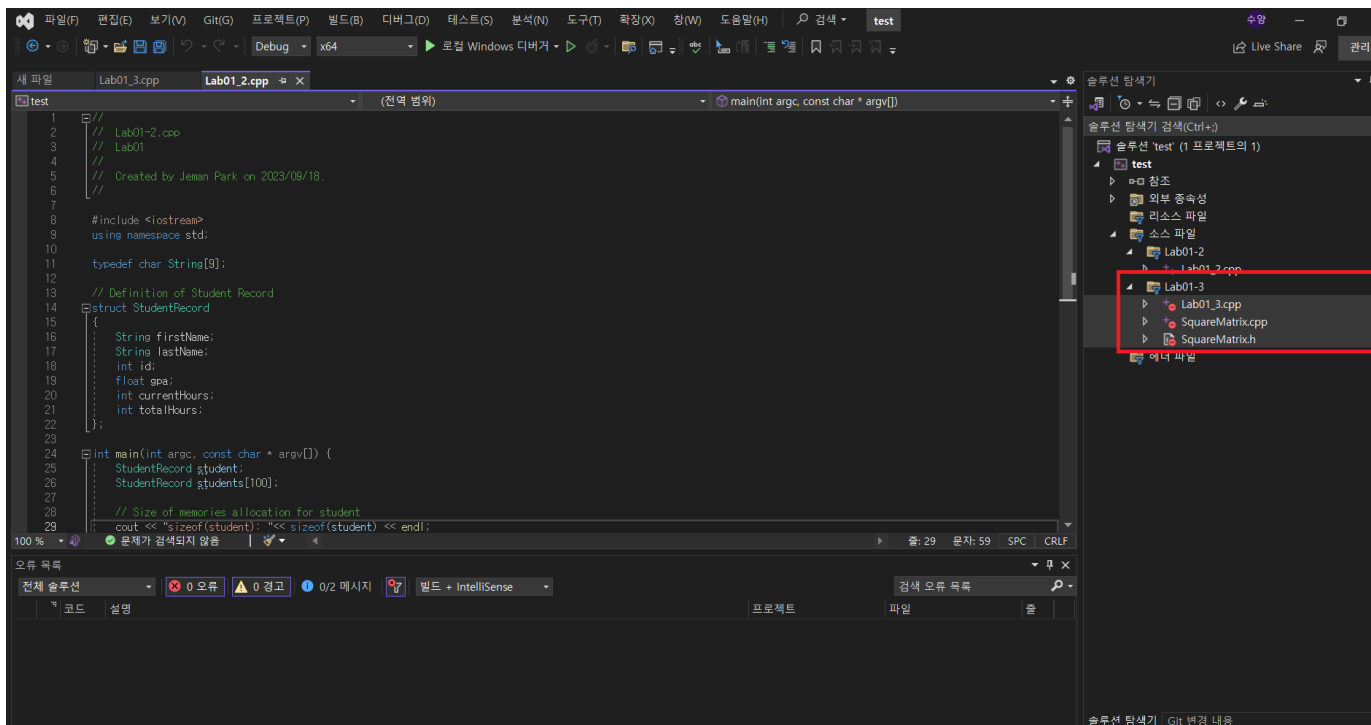 파일(F) 편집(E) 보기(V) Git(G) 프로젝트(P) 빌드(B) 디버그(D) 테스트(S) 분석(N) 도구(T) 확장(X) 창(W) 도움말(H) 검색 test 수양
Debug x64 로컬 Windows 디버거 Live Share 관리
새 파일 Lab01_3.cpp Lab01_2.cpp 솔루션 탐색기
test (전역 범위) main(int argc, const char * argv[])
1 //
2 // Lab01-2.cpp
3 // Lab01
4 //
5 // Created by Jeman Park on 2023/09/18.
6 //
7
8 #include <iostream>
9 using namespace std;
10
11 typedef char String[9];
12
13 // Definition of Student Record
14 struct StudentRecord
15 {
16 String firstName;
17 String lastName;
18 int id;
19 float gpa;
20 int currentHours;
21 int totalHours;
22 };
23
24 int main(int argc, const char * argv[]) {
25 StudentRecord student;
26 StudentRecord students[100];
27
28 // Size of memories allocation for student
29 cout << "sizeof(student): "<< sizeof(student) << endl;
100 % 문제가 검색되지 않음 줄: 29 문자: 59 SPC CRLF
오류 목록
전체 솔루션 0 오류 0 경고 0/2 메시지 빌드 + IntelliSense 검색 오류 목록
코드 설명 프로젝트 파일 줄
솔루션 탐색기 검색(Ctrl+;)
솔루션 'test' (1 프로젝트의 1)
test
참조
외부 종속성
리소스 파일
소스 파일
Lab01-2
Lab01_2.cpp
Lab01-3
Lab01_3.cpp
SquareMatrix.cpp
SquareMatrix.h
헤더 파일
솔루션 탐색기 Git 변경 내용